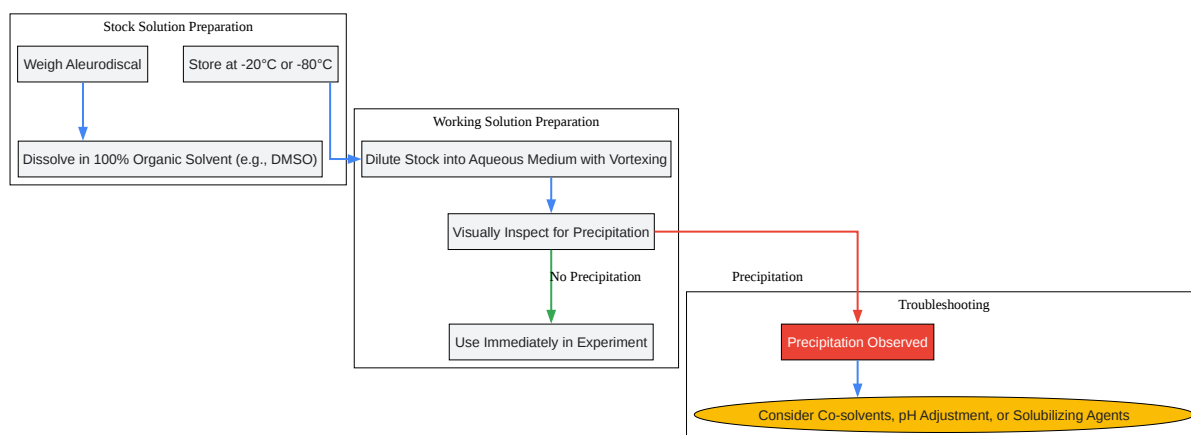 Stock Solution Preparation
Weigh Aleurodiscal
Store at -20°C or -80°C
Dissolve in 100% Organic Solvent (e.g., DMSO)
Working Solution Preparation
Dilute Stock into Aqueous Medium with Vortexing
Visually Inspect for Precipitation
No Precipitation
Use Immediately in Experiment
Precipitation
Troubleshooting
Precipitation Observed
Consider Co-solvents, pH Adjustment, or Solubilizing Agents